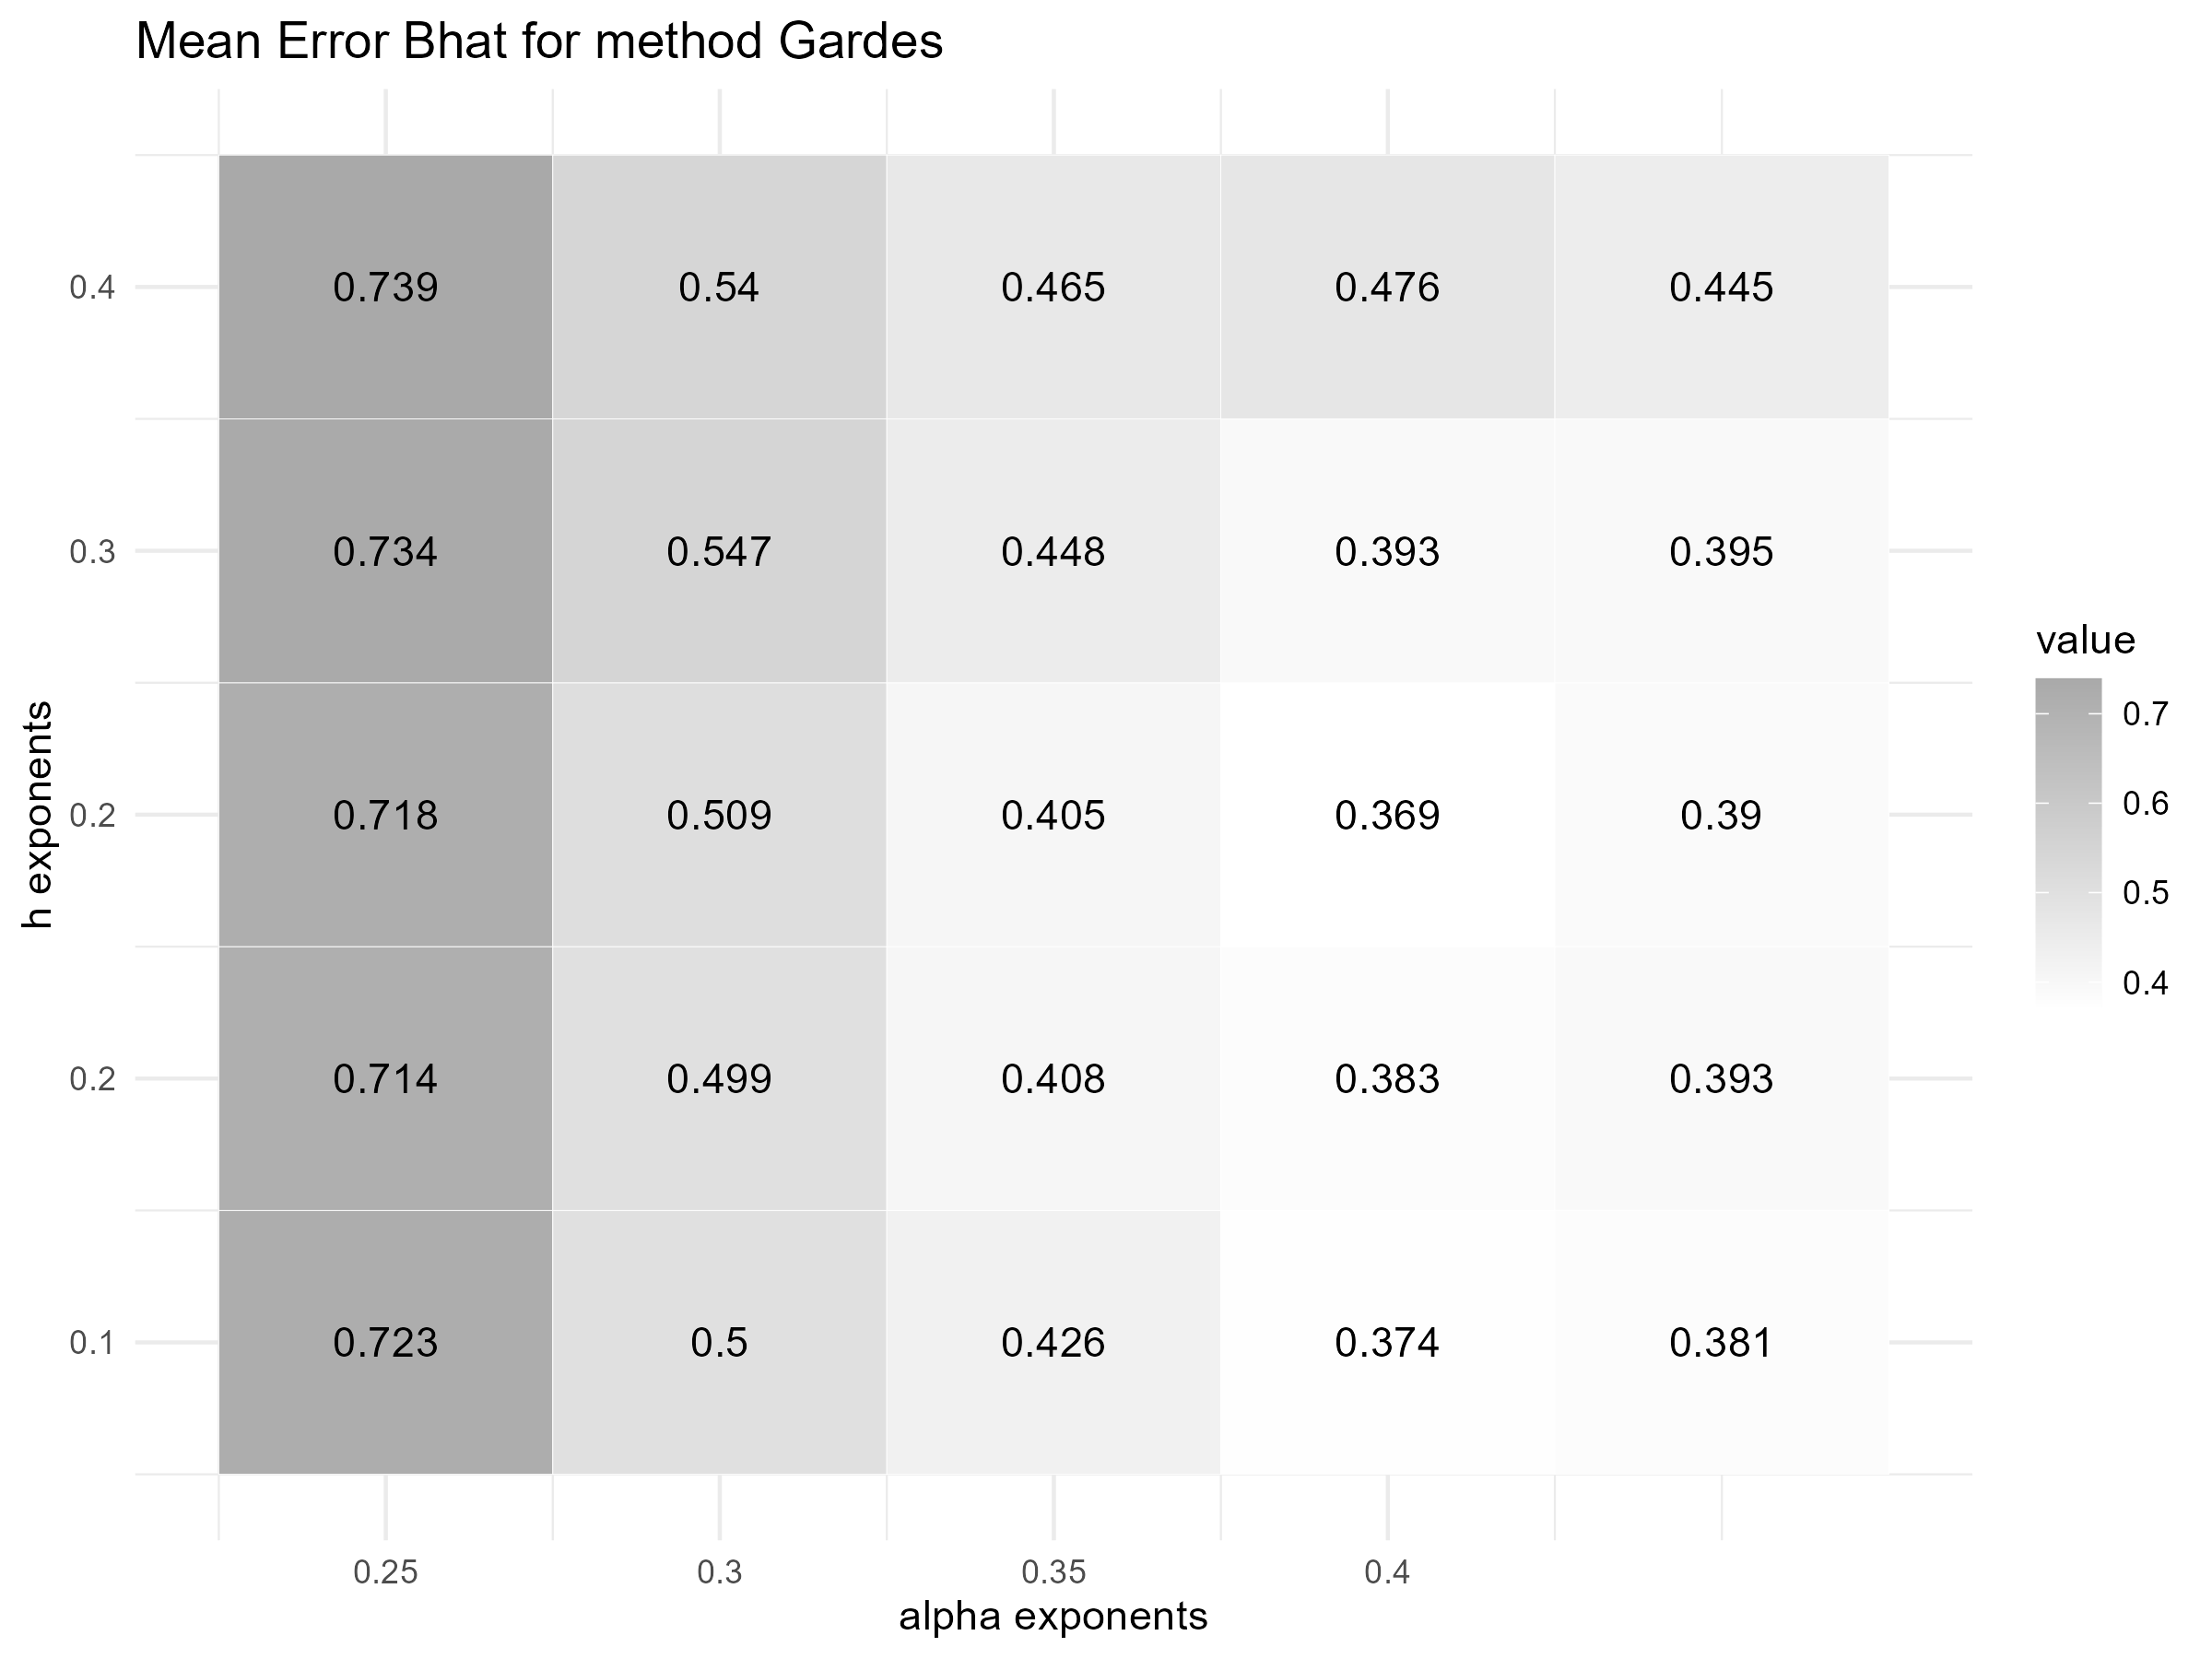 Mean Error Bhat for method Gardes
h exponents
0.4 0.739 0.54 0.465 0.476 0.445
0.3 0.734 0.547 0.448 0.393 0.395
0.2 0.718 0.509 0.405 0.369 0.39
0.2 0.714 0.499 0.408 0.383 0.393
0.1 0.723 0.5 0.426 0.374 0.381
0.25 0.3 0.35 0.4
alpha exponents
value
0.7
0.6
0.5
0.4